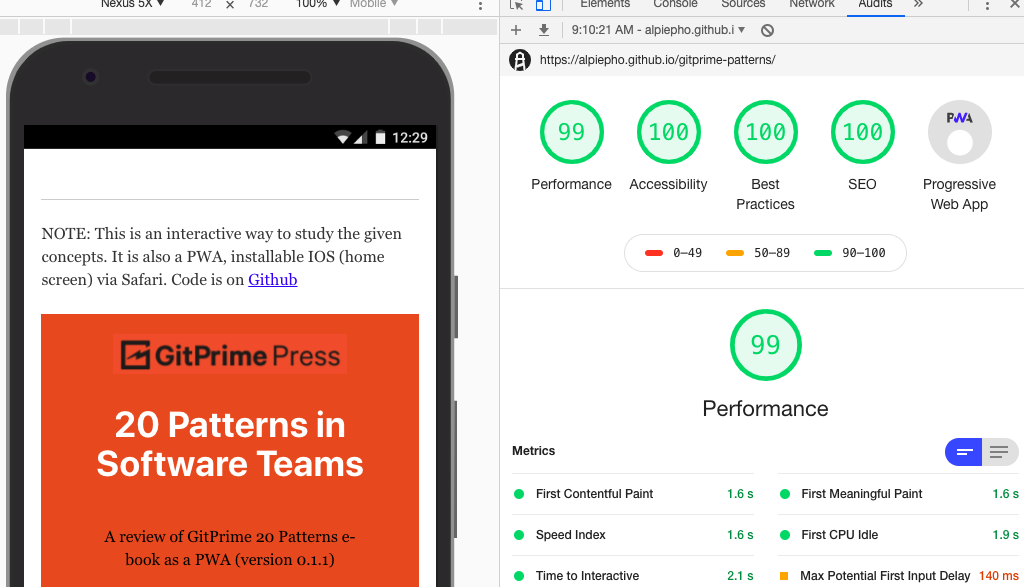 Nexus 5X ▼ 412 × 732 100% ▼ Mobile ▼
Elements Console Sources Network Audits »
9:10:21 AM - alpiepho.github.i ▼
https://alpiepho.github.io/gitprime-patterns/
12:29
NOTE: This is an interactive way to study the given
concepts. It is also a PWA, installable IOS (home
screen) via Safari. Code is on Github
GitPrime Press
20 Patterns in
Software Teams
A review of GitPrime 20 Patterns e-
book as a PWA (version 0.1.1)
99 100 100 100 PWA
Performance Accessibility Best
Practices SEO Progressive
Web App
0–49 50–89 90–100
99
Performance
Metrics
First Contentful Paint 1.6 s
First Meaningful Paint 1.6 s
Speed Index 1.6 s
First CPU Idle 1.9 s
Time to Interactive 2.1 s
Max Potential First Input Delay 140 ms